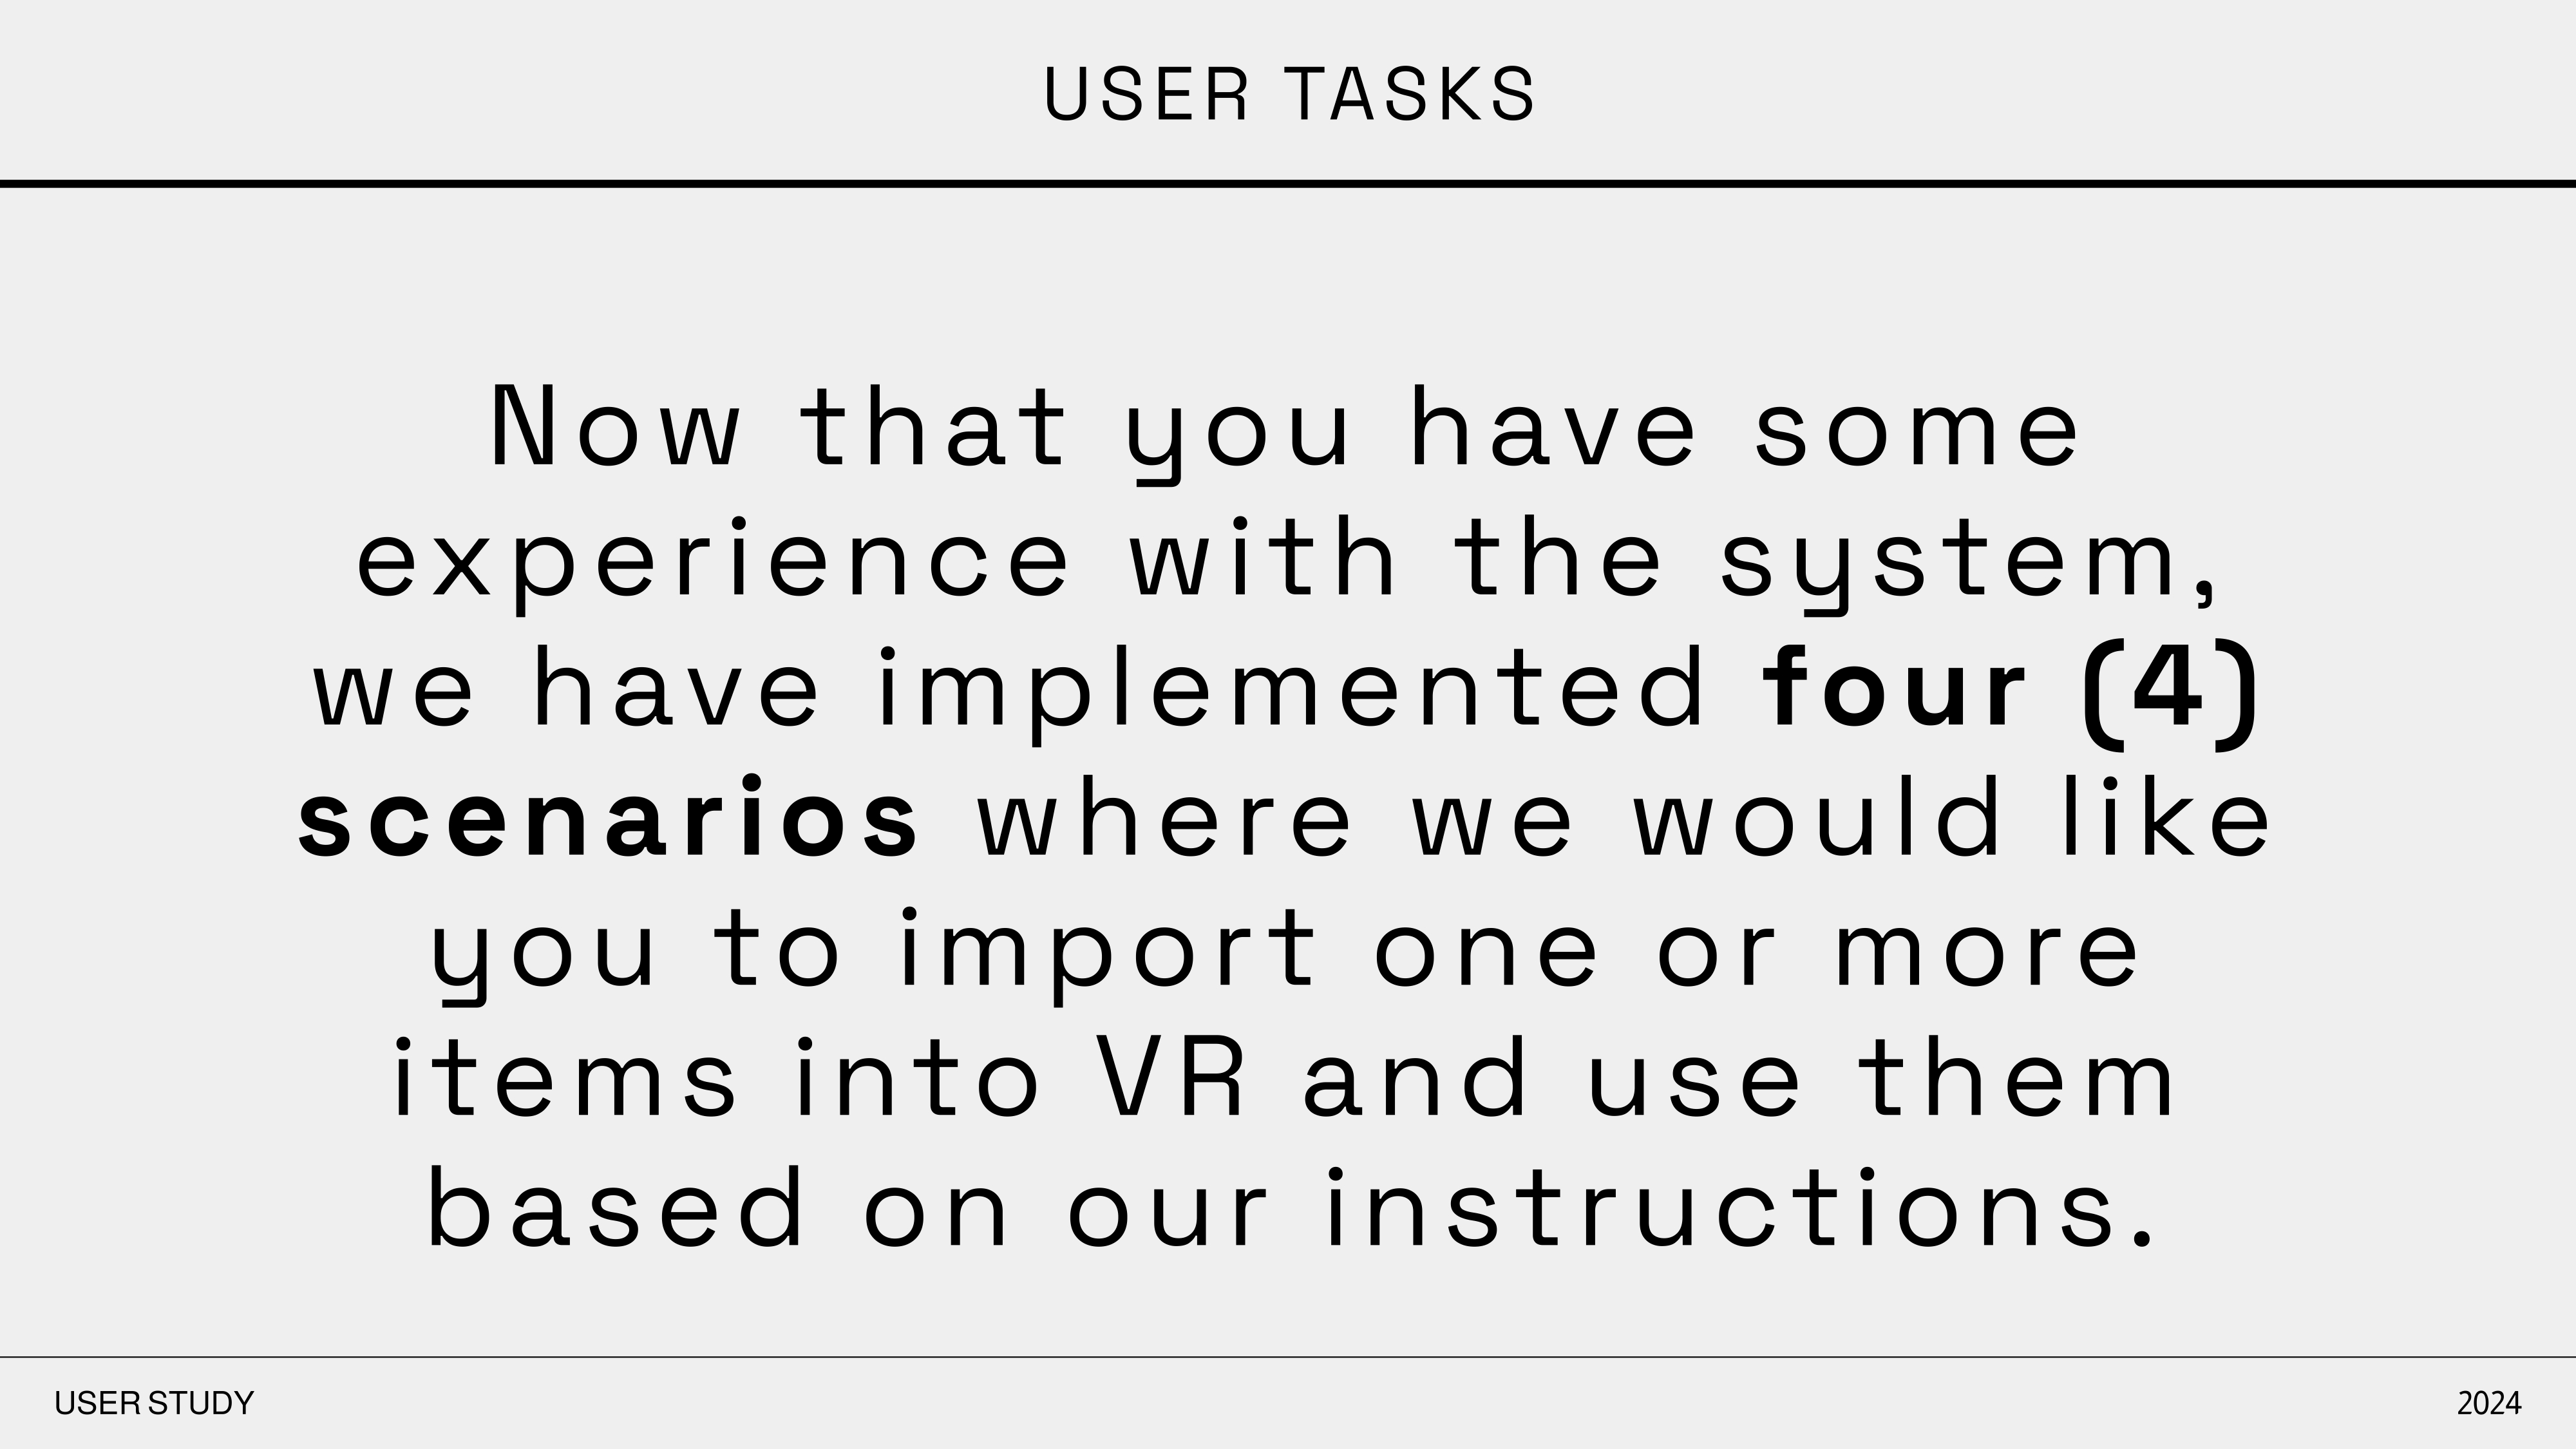 USER TASKS
Now that you have some
experience with the system,
we have implemented four (4)
scenarios where we would like
you to import one or more
items into VR and use them
based on our instructions.
USER STUDY
2024